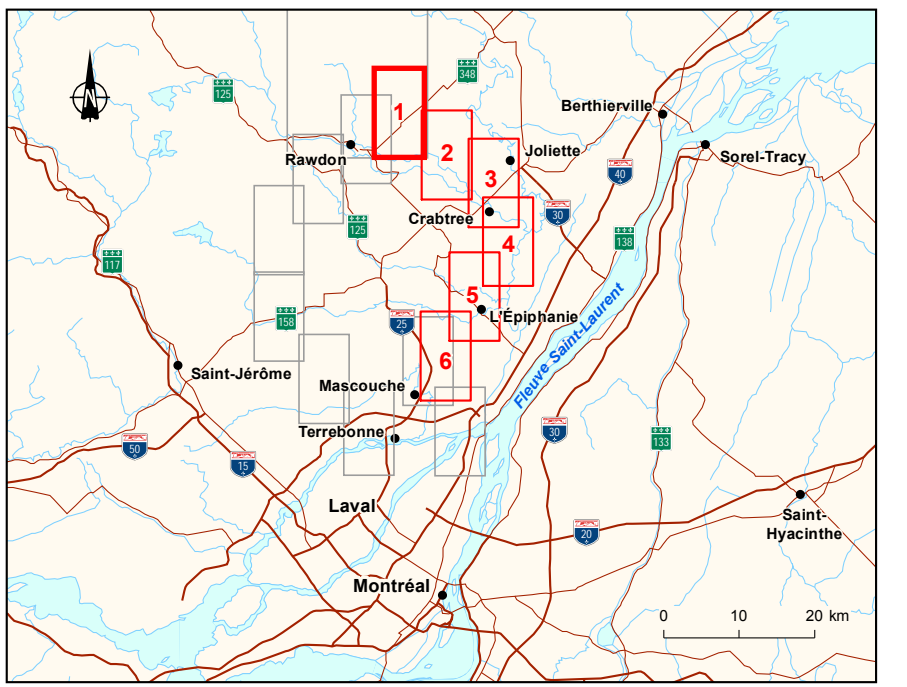 348
125
1
N
Berthierville
2
Joliette
Sorel-Tracy
Rawdon
3
40
Crabtree
30
125
138
4
117
5
L'Épiphanie
158
25
Fleuve Saint-Laurent
6
Saint-Jérôme
Mascouche
Terrebonne
30
133
50
15
Saint-
Hyacinthe
Laval
20
Montréal
0 10 20 km